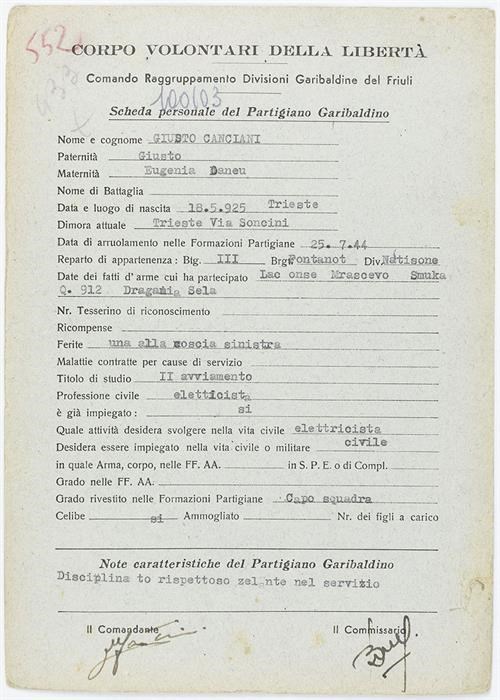 552
CORPO VOLONTARI DELLA LIBERTÀ
Comando Raggruppamento Divisioni Garibaldine del Friuli
100103
Scheda personale del Partigiano Garibaldino
Nome e cognome GIUSTO CANCIANI
Paternità Giusto
Maternità Eugenia Daneu
Nome di Battaglia
Data e luogo di nascita 18.5.925 Trieste
Dimora attuale Trieste Via Soncini
Data di arruolamento nelle Formazioni Partigiane 25.7.44
Reparto di appartenenza : Btg. III Brg. Fontanot Div. Natisone
Date dei fatti d'arme cui ha partecipato Lac onse Mrascevo Smuka
Q. 912 Dragania Sela
Nr. Tesserino di riconoscimento
Ricompense
Ferite una alla coscia sinistra
Malattie contratte per cause di servizio
Titolo di studio II avviamento
Professione civile eletticista
è già impiegato : si
Quale attività desidera svolgere nella vita civile elettricista
Desidera essere impiegato nella vita civile o militare civile
in quale Arma, corpo, nelle FF. AA. in S. P. E. o di Compl.
Grado nelle FF. AA.
Grado rivestito nelle Formazioni Partigiane Capo squadra
Celibe si Ammogliato Nr. dei figli a carico
Note caratteristiche del Partigiano Garibaldino
Disciplina to rispettoso zelante nel servizio
Il Comandante Il Commissario